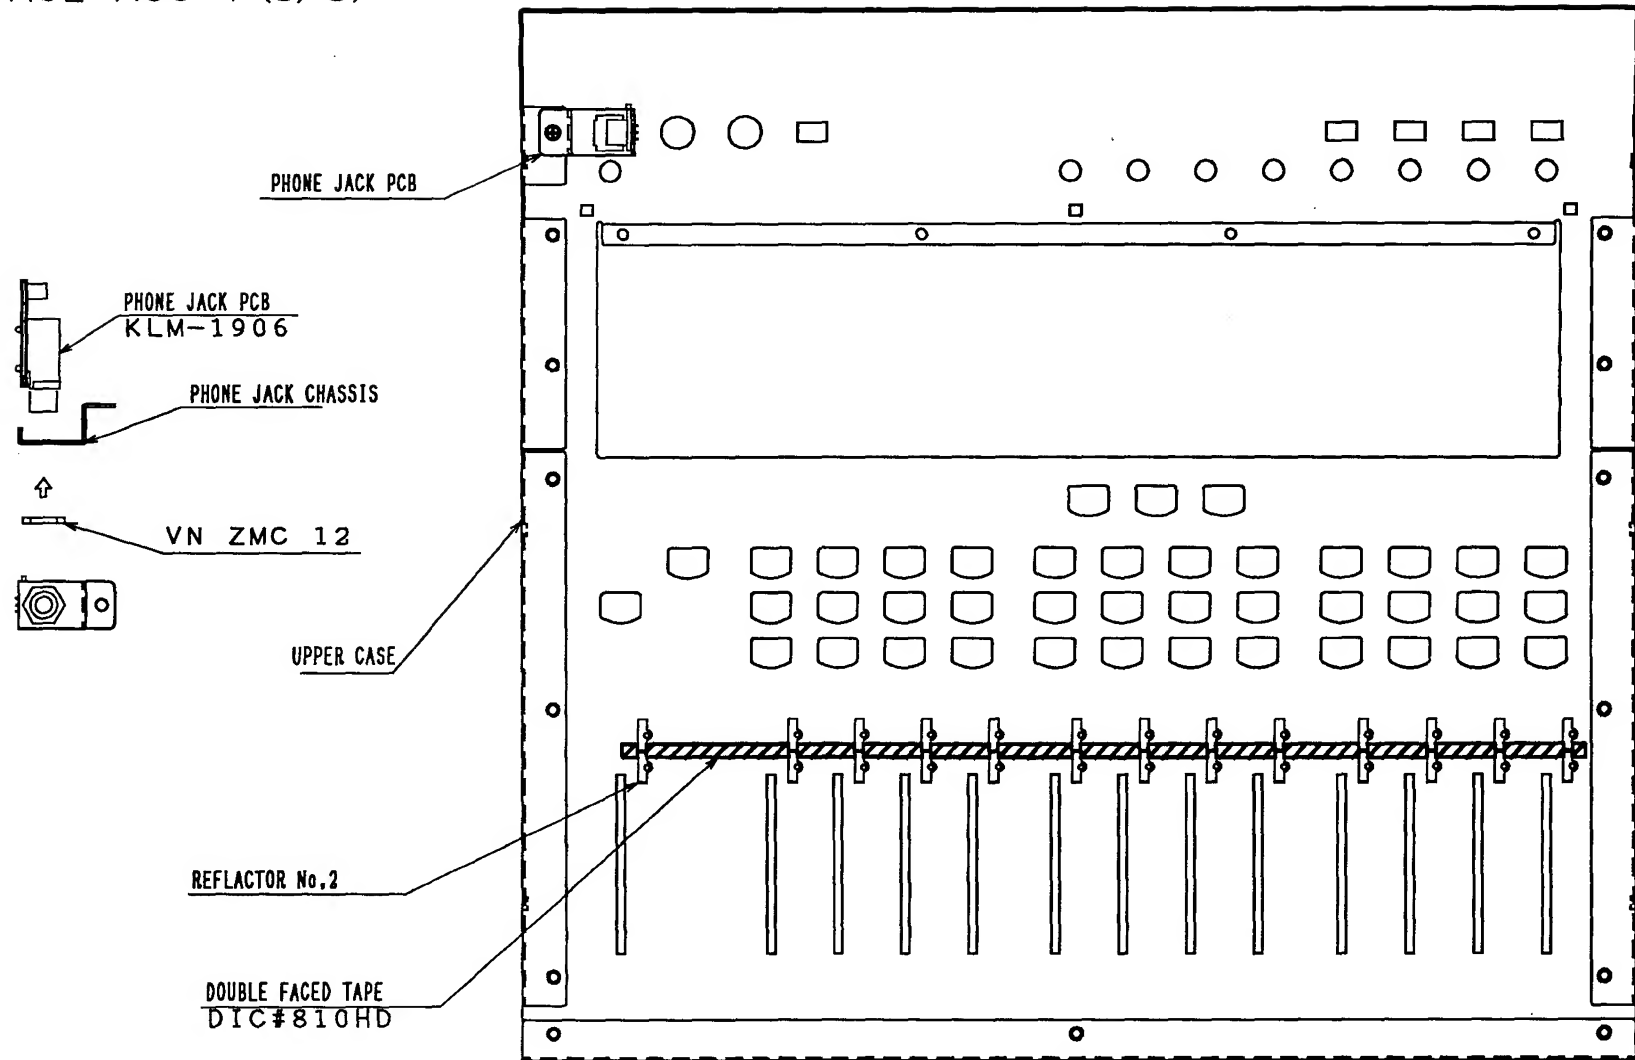 PHONE JACK PCB
PHONE JACK PCB
KLM-1906
PHONE JACK CHASSIS
VN ZMC 12
UPPER CASE
REFLACTOR No.2
DOUBLE FACED TAPE
DIC#810HD